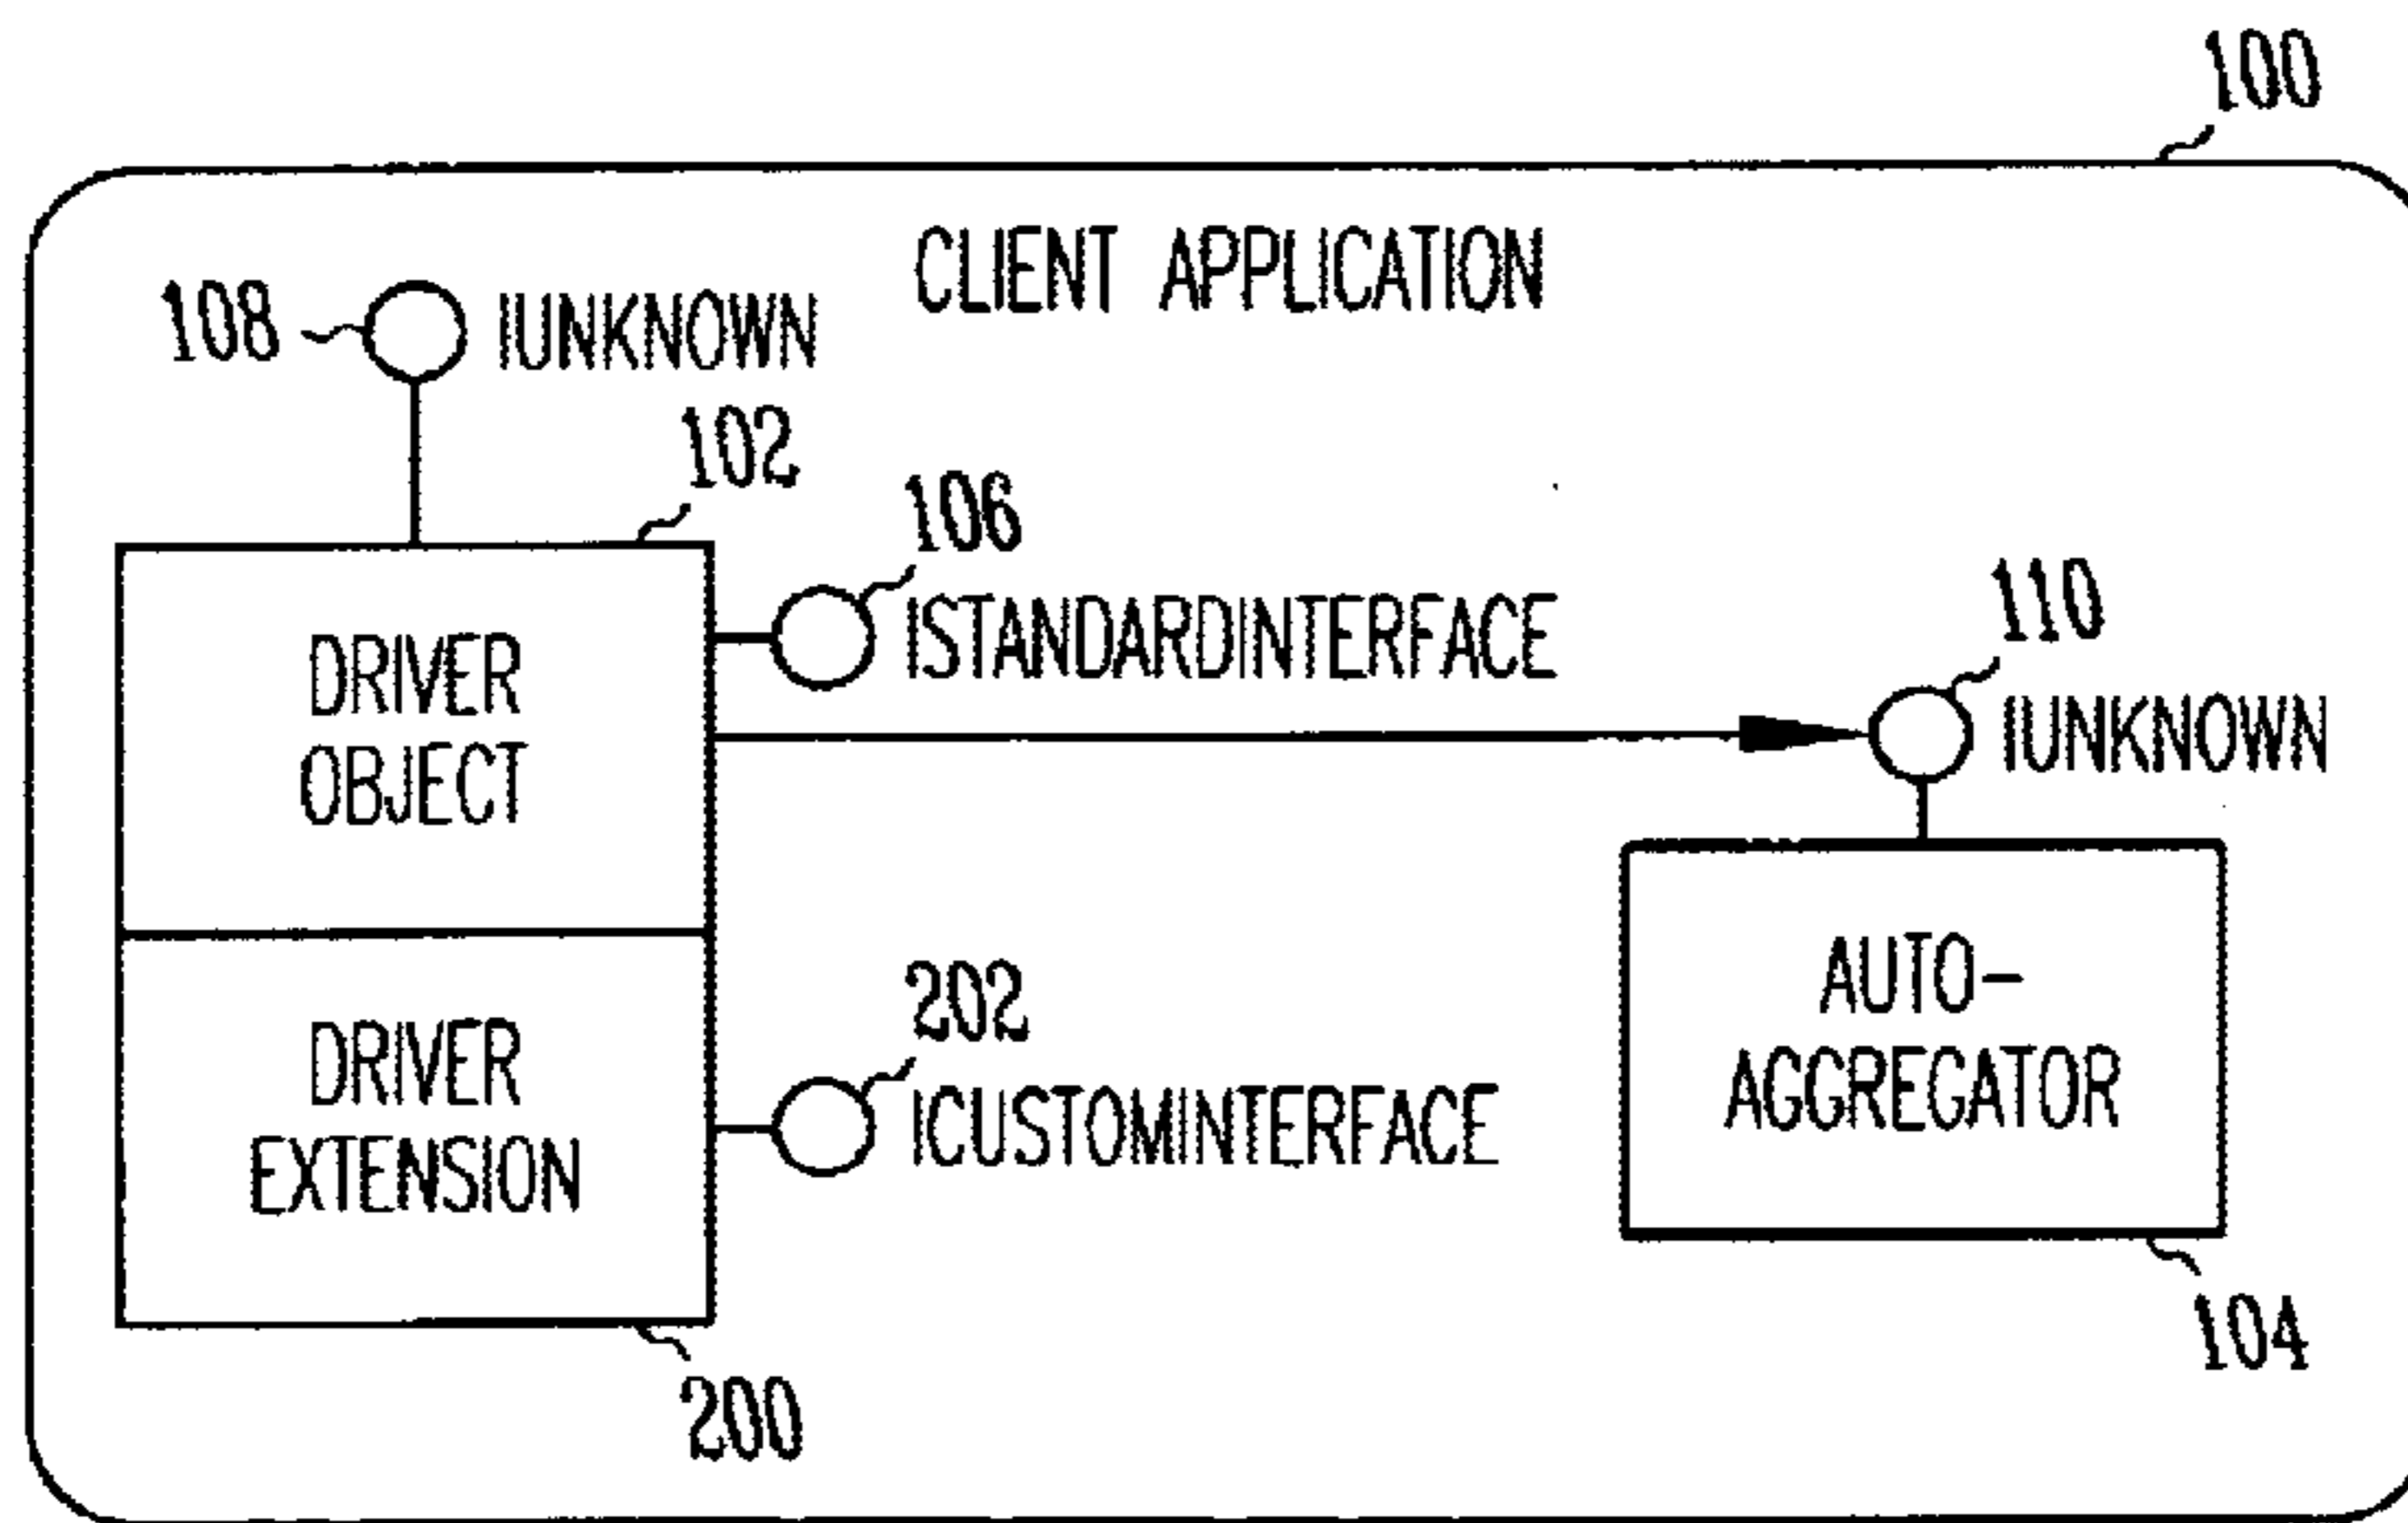 100
CLIENT APPLICATION
108
IUNKNOWN
102
106
ISTANDARDINTERFACE
110
IUNKNOWN
DRIVER
OBJECT
202
ICUSTOMINTERFACE
DRIVER
EXTENSION
AUTO-
AGGREGATOR
200
104